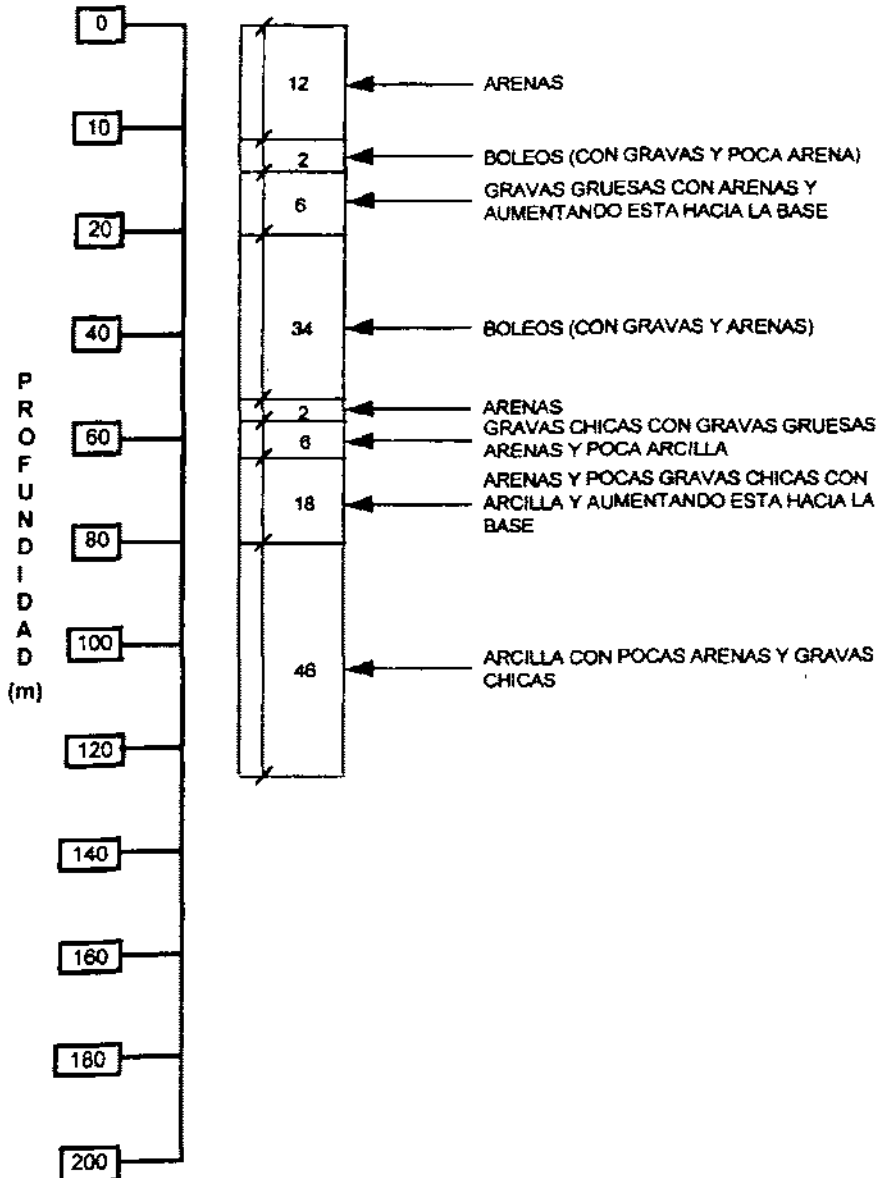 0
12
ARENAS
10
2
BOLEOS (CON GRAVAS Y POCA ARENA)
6
GRAVAS GRUESAS CON ARENAS Y
AUMENTANDO ESTA HACIA LA BASE
20
34
BOLEOS (CON GRAVAS Y ARENAS)
40
2
ARENAS
60
6
GRAVAS CHICAS CON GRAVAS GRUESAS
ARENAS Y POCA ARCILLA
18
ARENAS Y POCAS GRAVAS CHICAS CON
ARCILLA Y AUMENTANDO ESTA HACIA LA
BASE
80
PROFUNDIDAD
(m)
100
46
ARCILLA CON POCAS ARENAS Y GRAVAS
CHICAS
120
140
160
180
200